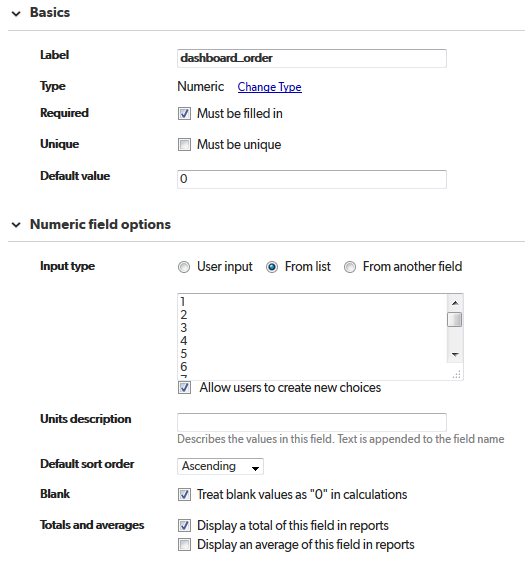 Basics
Label dashboard_order
Type Numeric Change Type
Required Must be filled in
Unique Must be unique
Default value 0
Numeric field options
Input type User input From list From another field
1
2
3
4
5
6
Allow users to create new choices
Units description
Describes the values in this field. Text is appended to the field name
Default sort order Ascending
Blank Treat blank values as "0" in calculations
Totals and averages Display a total of this field in reports
Display an average of this field in reports